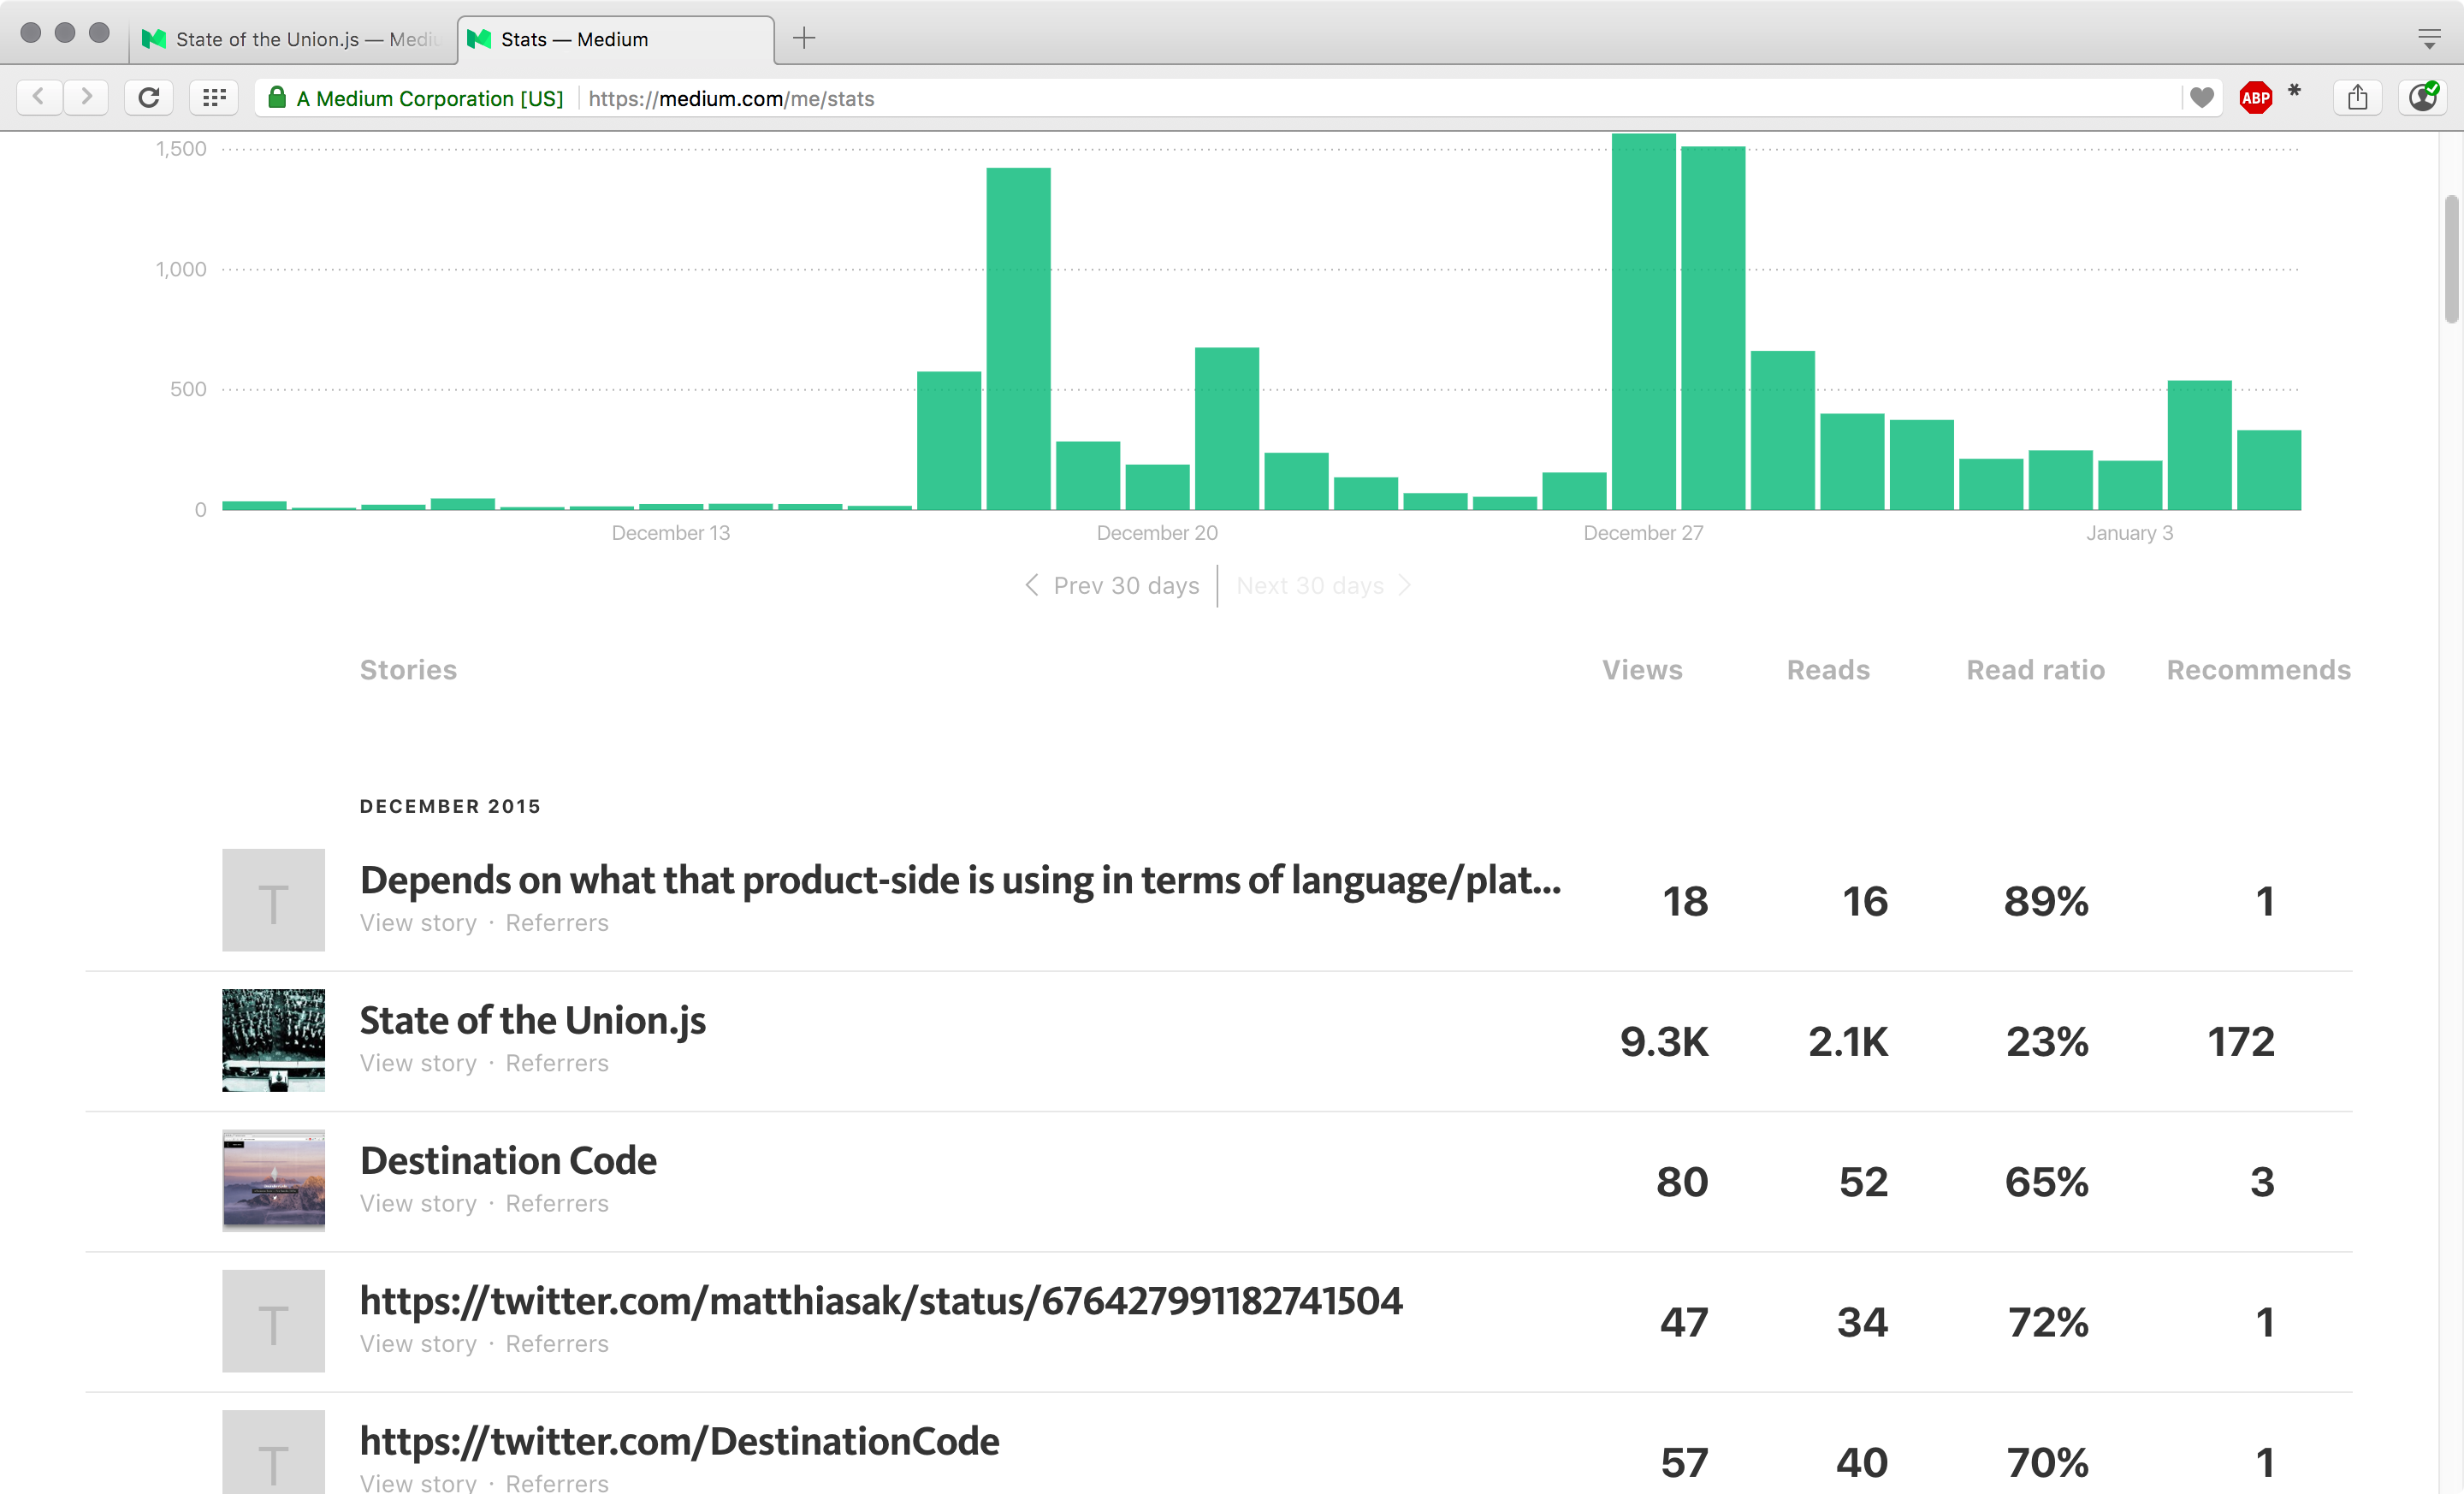 State of the Union.js — Mediu
Stats — Medium
A Medium Corporation [US] https://medium.com/me/stats
ABP *
1,500
1,000
500
0
December 13 December 20 December 27 January 3
Prev 30 days Next 30 days
Stories Views Reads Read ratio Recommends
DECEMBER 2015
T
Depends on what that product-side is using in terms of language/plat... 18 16 89% 1
View story · Referrers
State of the Union.js 9.3K 2.1K 23% 172
View story · Referrers
Destination Code 80 52 65% 3
View story · Referrers
T
https://twitter.com/matthiasak/status/676427991182741504 47 34 72% 1
View story · Referrers
T
https://twitter.com/DestinationCode 57 40 70% 1
View story · Referrers